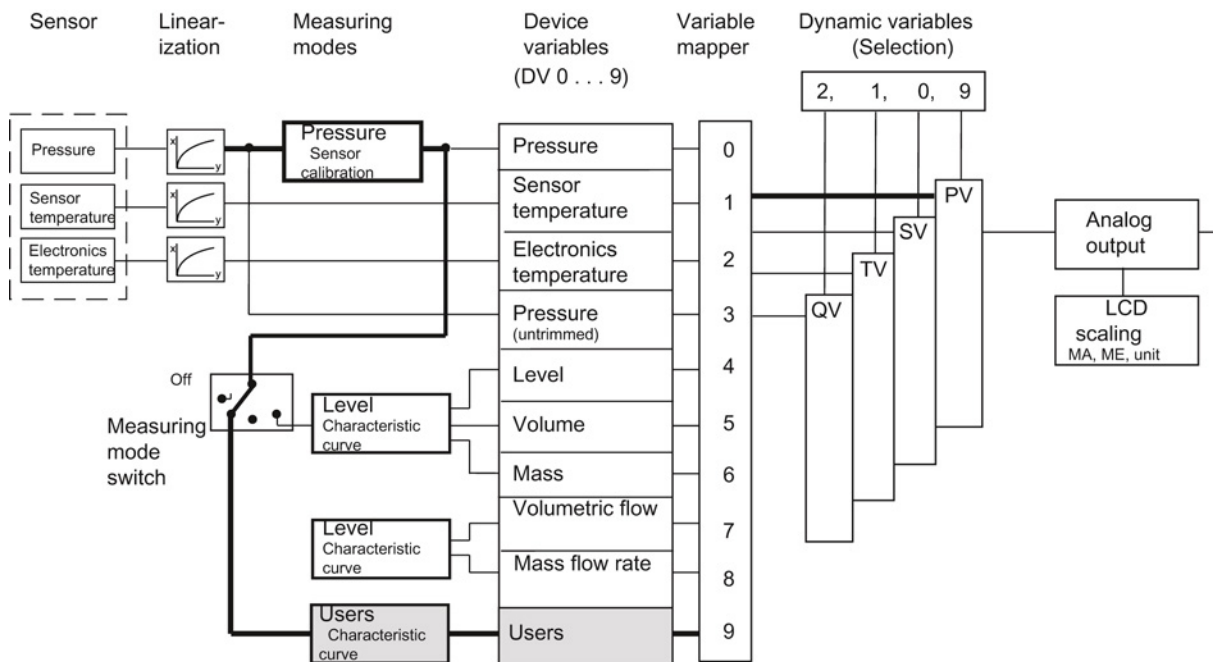 Sensor
Linear-
ization
Measuring
modes
Device
variables
(DV 0 . . . 9)
Variable
mapper
Dynamic variables
(Selection)
2, 1, 0, 9
Pressure
Sensor
temperature
Electronics
temperature
x
y
x
y
x
y
Pressure
Sensor
calibration
Off
Measuring
mode
switch
Level
Characteristic
curve
Level
Characteristic
curve
Users
Characteristic
curve
Pressure
Sensor
temperature
Electronics
temperature
Pressure
(untrimmed)
Level
Volume
Mass
Volumetric flow
Mass flow rate
Users
0
1
2
3
4
5
6
7
8
9
PV
SV
TV
QV
Analog
output
LCD
scaling
MA, ME, unit